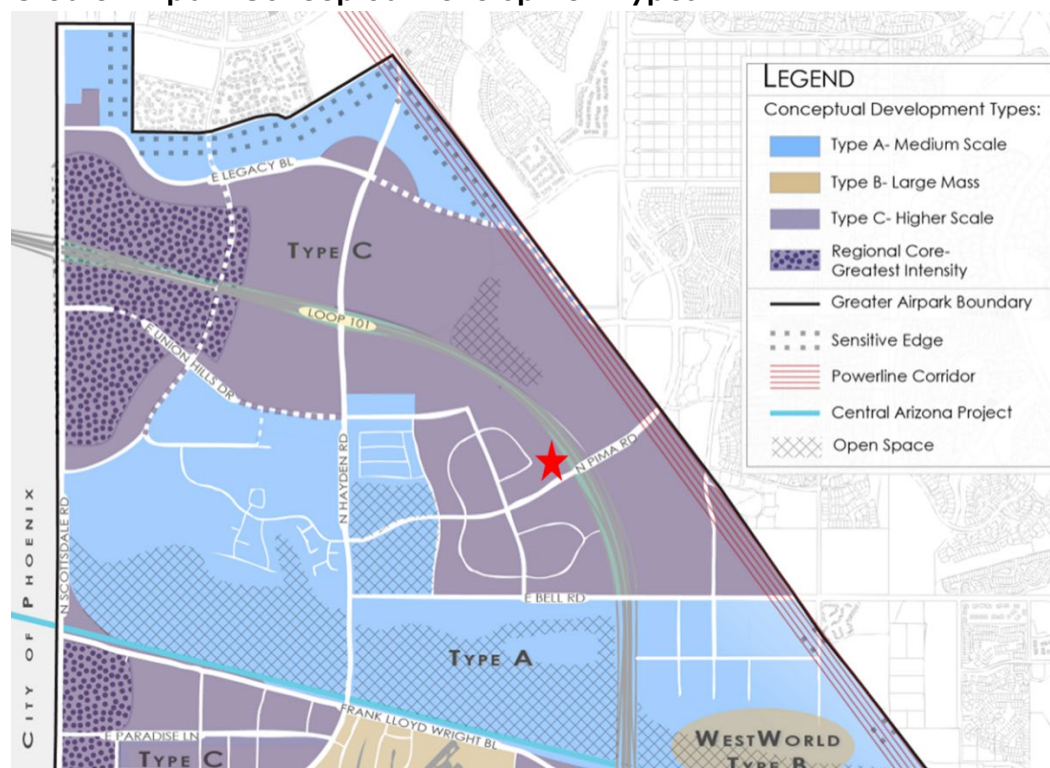 LEGEND
Conceptual Development Types:
Type A- Medium Scale
Type B- Large Mass
Type C- Higher Scale
Regional Core-
Greatest Intensity
Greater Airpark Boundary
Sensitive Edge
Powerline Corridor
Central Arizona Project
Open Space
E LEGACY BL
TYPE C
LOOP 101
E UNION HILLS DR
N HAYDEN RD
N PIMA RD
N SCOTTSDALE RD
CITY OF PHOENIX
E BELL RD
TYPE A
FRANK LLOYD WRIGHT BL
E PARADISE LN
TYPE C
WESTWORLD
TYPE B